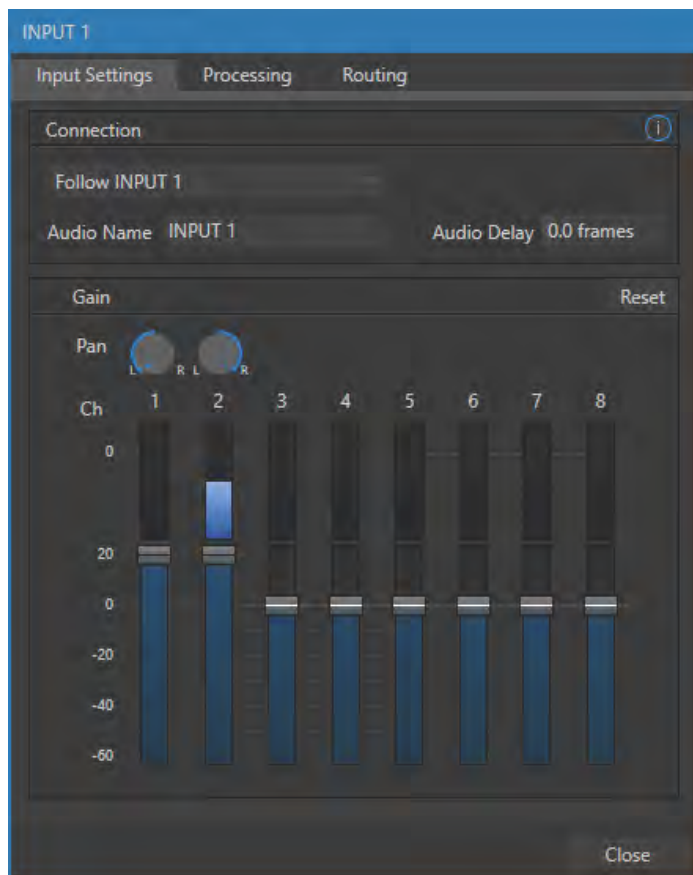 INPUT 1
Input Settings Processing Routing
Connection i
Follow INPUT 1
Audio Name INPUT 1 Audio Delay 0.0 frames
Gain Reset
Pan L R L R
Ch 1 2 3 4 5 6 7 8
0
20
0
-20
-40
-60
Close